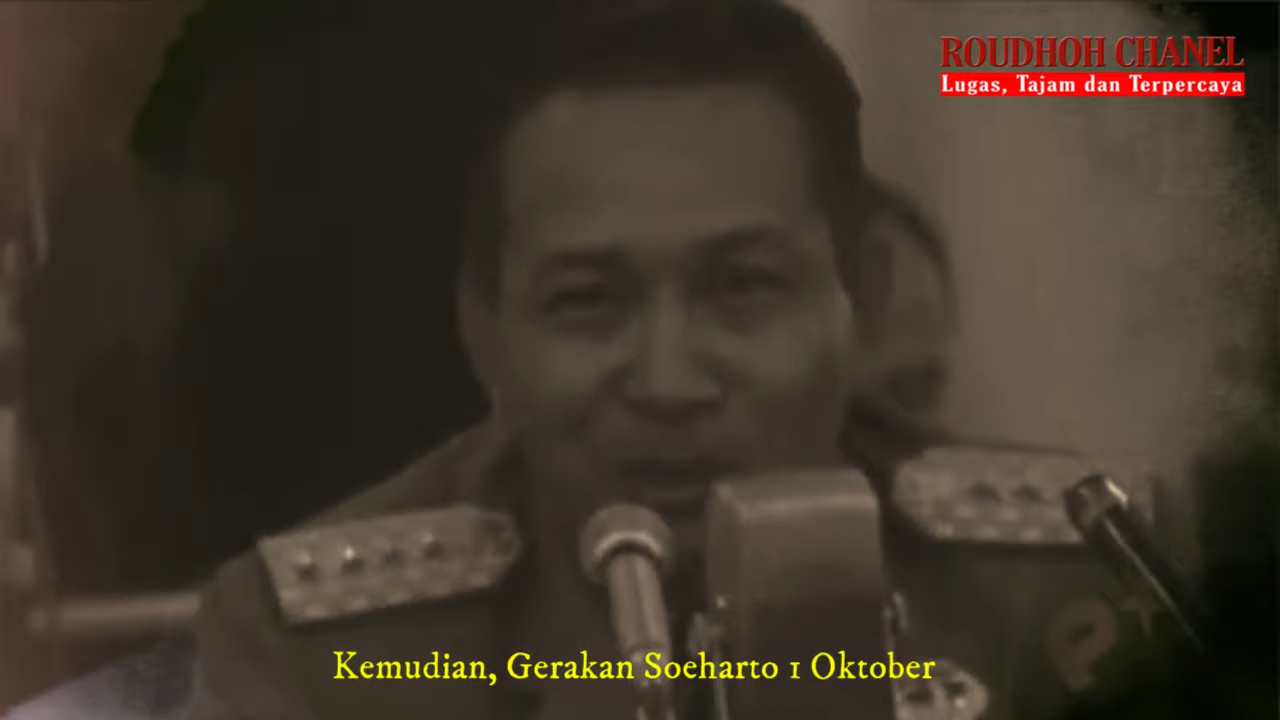 ROUDHOH CHANEL
Lugas, Tajam dan Terpercaya
P
Kemudian, Gerakan Soeharto 1 Oktober